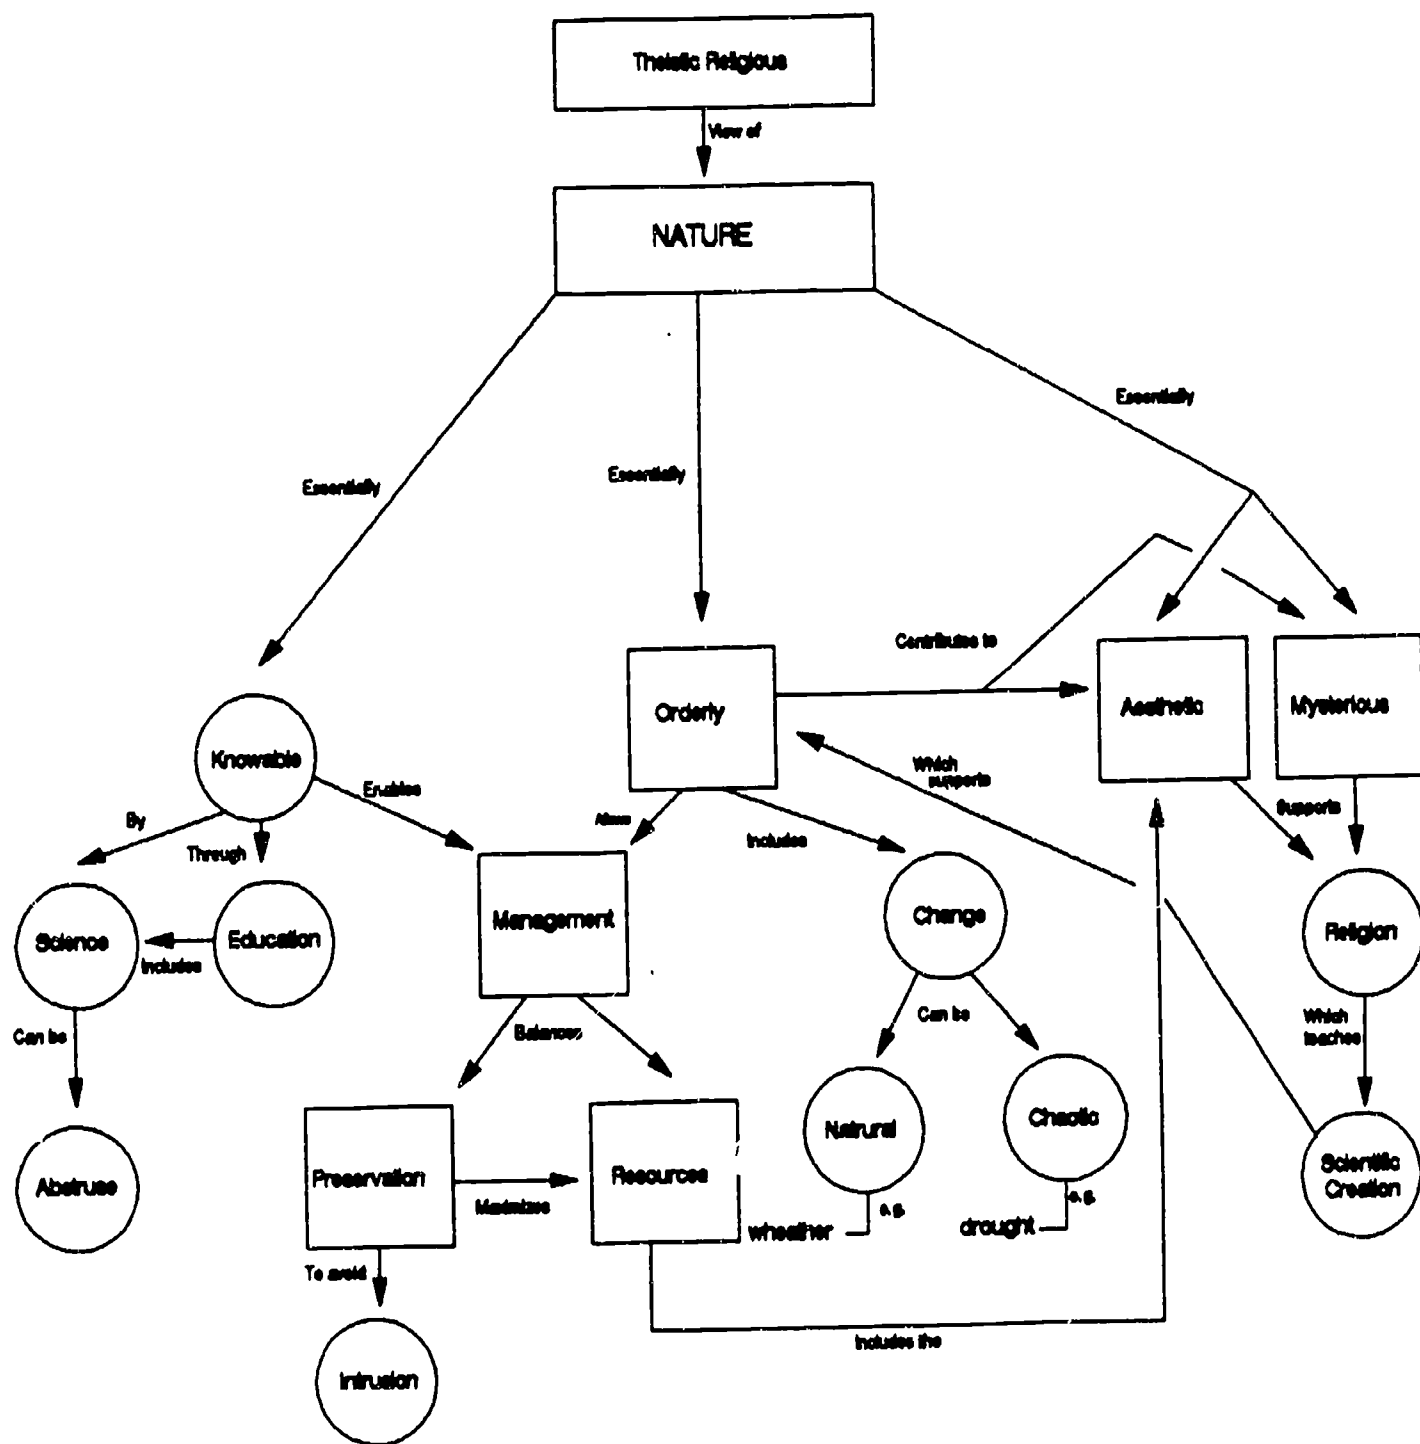 Theistic Religious
View of
NATURE
Essentially
Essentially
Essentially
Contributes to
Orderly
Aesthetic
Mysterious
Knowable
Which
supports
Enables
Supports
By
Allows
Includes
Through
Science
Education
Management
Change
Religion
Includes
Can be
Balances
Can be
Which
teaches
Natrural
Chaotic
Abstruse
Preservation
Resources
Scientific
Creation
Maximizes
e.g.
e.g.
wheather
drought
To avoid
Includes the
Intrusion